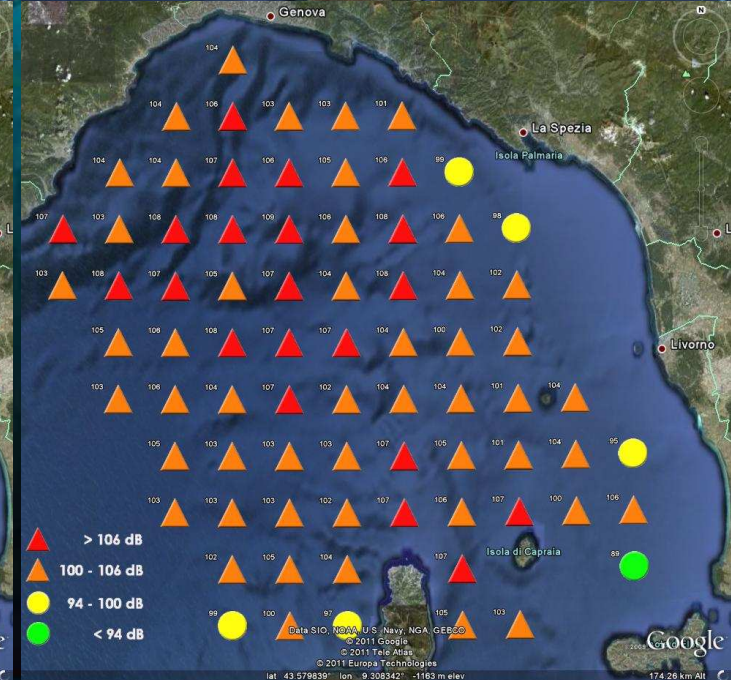 Genova
N
104
104 106 103 103 101
La Spezia
Isola Palmaria
104 104 107 106 105 106 99
107 103 108 108 109 106 108 106 98
L
L
103 108 107 105 107 104 108 104 102
105 106 108 107 107 104 100 102
Livorno
103 106 104 107 102 104 104 101 104
105 103 103 103 107 105 101 104 95
103 103 103 102 107 106 107 100 106
> 106 dB
100 - 106 dB
94 - 100 dB
< 94 dB
102 105 104 107 89
Isola di Capraia
99 100 97 105 103
Data SIO, NOAA, U.S. Navy, NGA, GEBCO
© 2011 Google
© 2011 Tele Atlas
© 2011 Europa Technologies
Google
lat 43.579839° lon 9.308342° -1163 m elev
174.26 km Alt